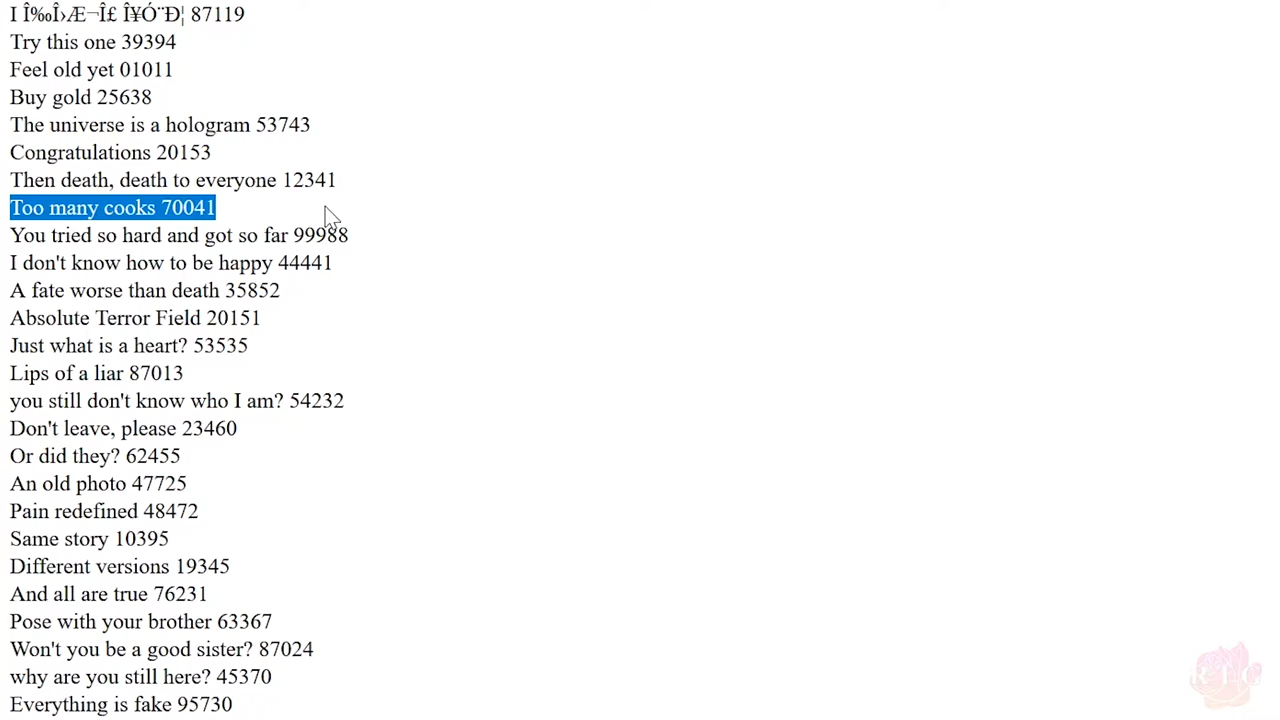 I Î‰Î›Æ¬Î£ Î¥Ó¨Ð¦ 87119
Try this one 39394
Feel old yet 01011
Buy gold 25638
The universe is a hologram 53743
Congratulations 20153
Then death, death to everyone 12341
Too many cooks 70041
You tried so hard and got so far 99988
I don't know how to be happy 44441
A fate worse than death 35852
Absolute Terror Field 20151
Just what is a heart? 53535
Lips of a liar 87013
you still don't know who I am? 54232
Don't leave, please 23460
Or did they? 62455
An old photo 47725
Pain redefined 48472
Same story 10395
Different versions 19345
And all are true 76231
Pose with your brother 63367
Won't you be a good sister? 87024
why are you still here? 45370
Everything is fake 95730